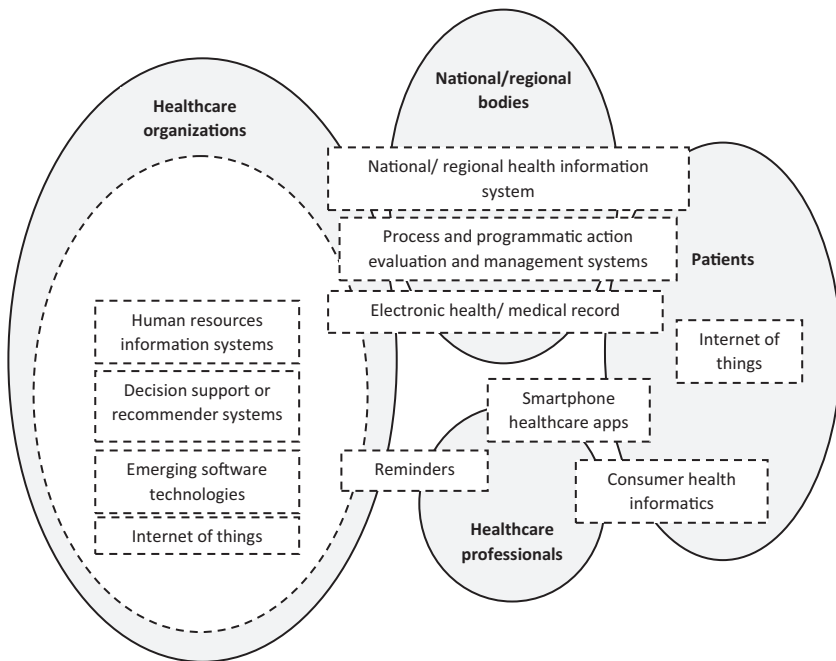 Healthcare
organizations
National/regional
bodies
National/ regional health information
system
Process and programmatic action
evaluation and management systems
Patients
Electronic health/ medical record
Human resources
information systems
Internet of
things
Decision support or
recommender systems
Smartphone
healthcare apps
Emerging software
technologies
Reminders
Consumer health
informatics
Internet of things
Healthcare
professionals